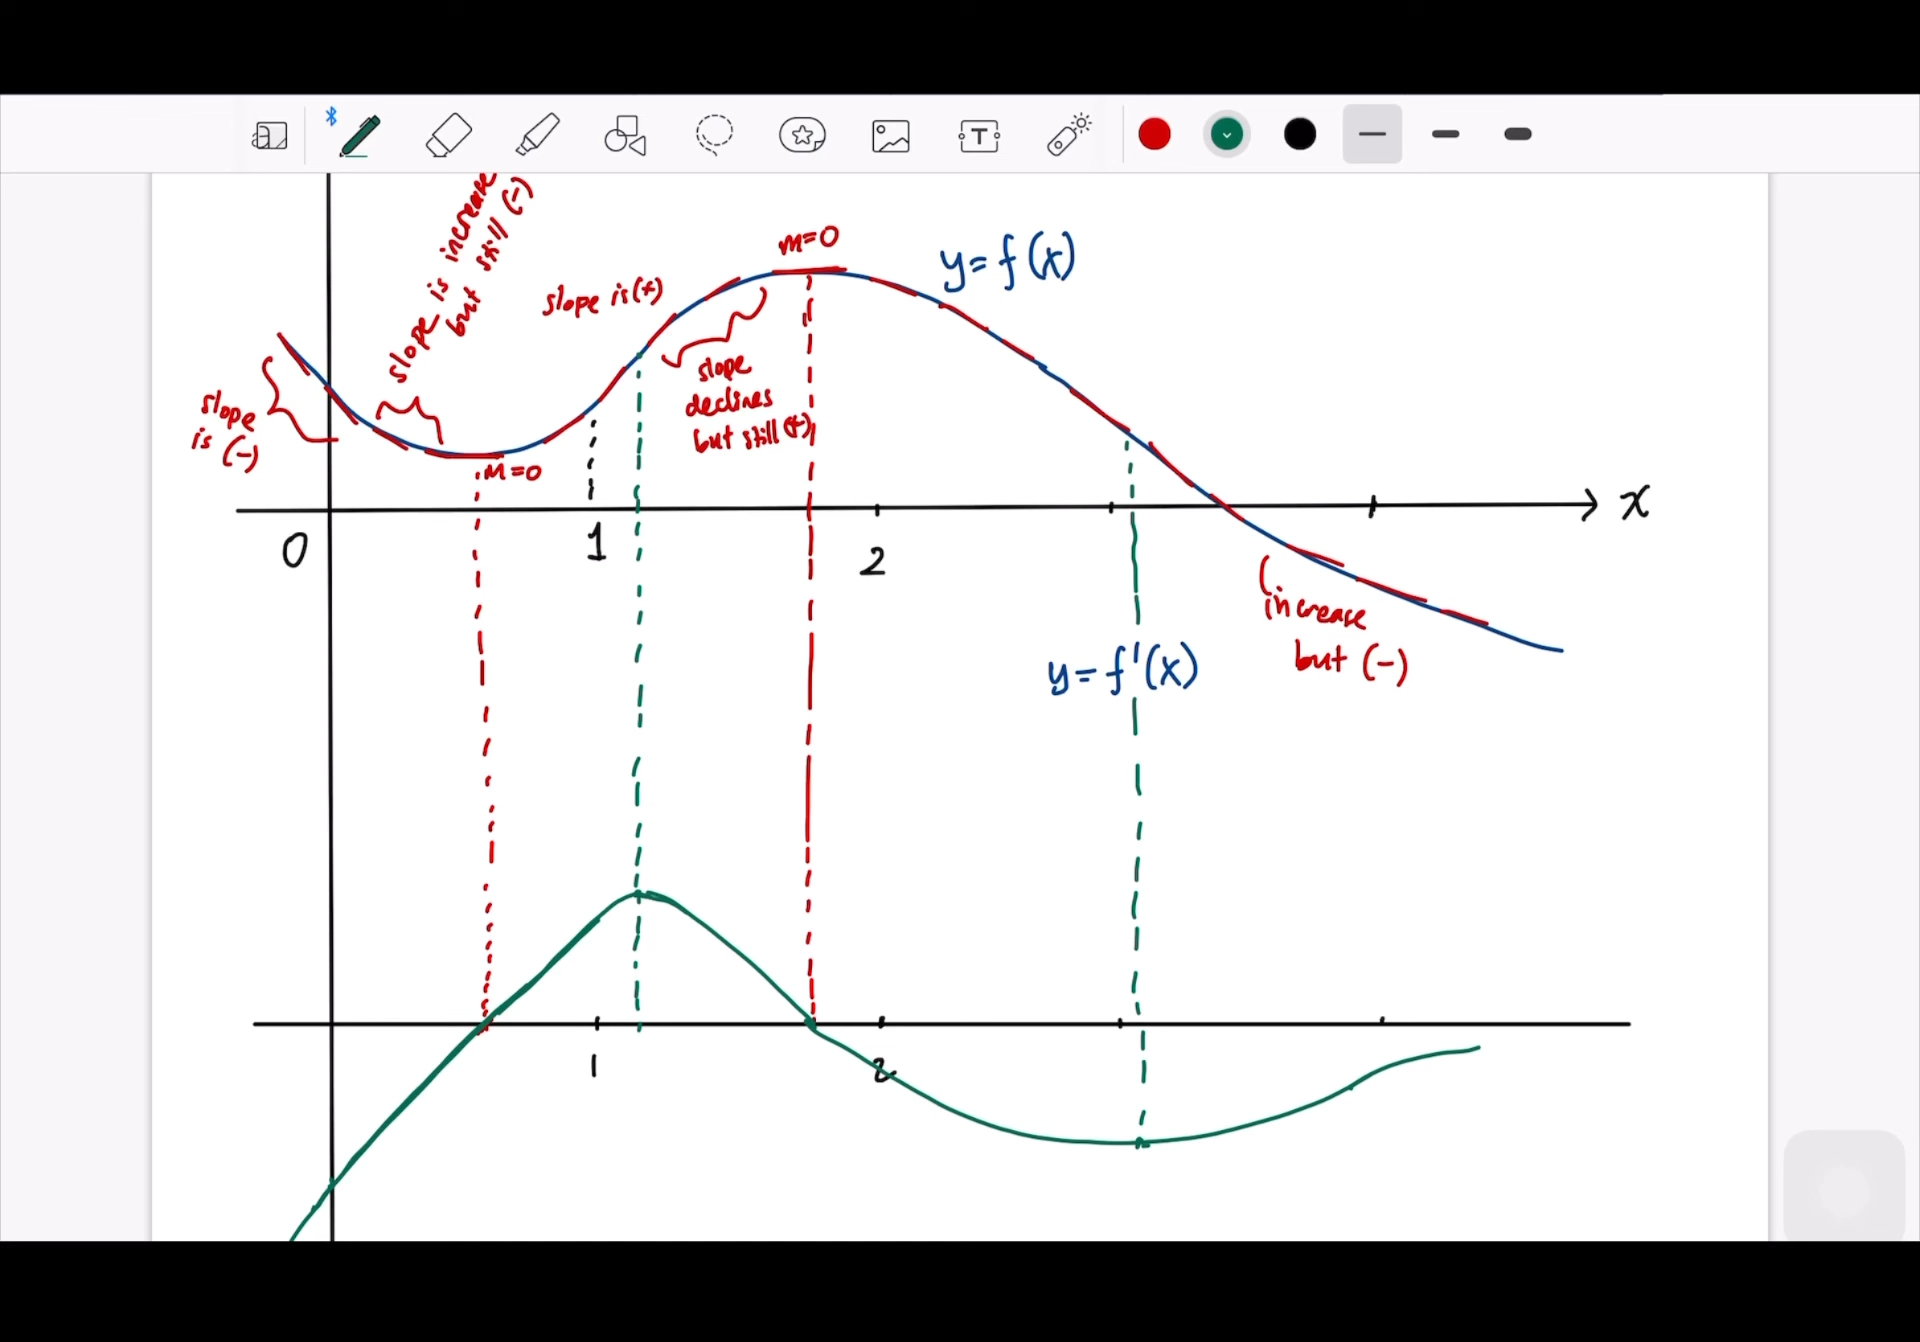 slope is increase
but still (-)
m=0
y=f(x)
slope is (+)
slope
declines
but still (+)
slope
is (-)
M=0
x
0
1
2
increase
but (-)
y=f'(x)
1
2
T